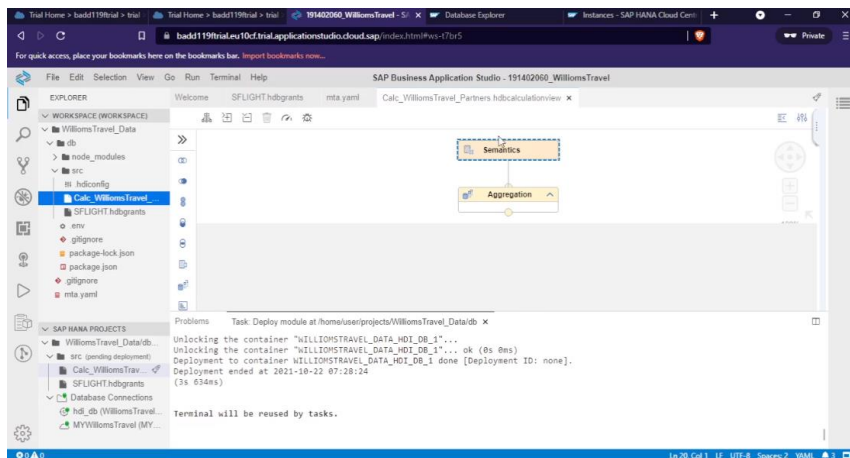 Trial Home > badd119ftrial > trial
Trial Home > badd119ftrial > trial
191402060_WilliomsTravel - SA
Database Explorer
Instances - SAP HANA Cloud Cent
badd119ftrial.eu10cf.trial.applicationstudio.cloud.sap/index.html#ws-t7br5
Private
For quick access, place your bookmarks here on the bookmarks bar. Import bookmarks now...
File Edit Selection View Go Run Terminal Help
SAP Business Application Studio - 191402060_WilliomsTravel
EXPLORER
Welcome
SFLIGHT.hdbgrants
mta.yaml
Calc_WilliomsTravel_Partners.hdbcalculationview
WORKSPACE (WORKSPACE)
WilliomsTravel_Data
db
node_modules
src
.hdiconfig
Calc_WilliomsTravel_...
SFLIGHT.hdbgrants
.env
.gitignore
package-lock.json
package.json
.gitignore
mta.yaml
Semantics
Aggregation
SAP HANA PROJECTS
WilliomsTravel_Data/db...
src (pending deployment)
Calc_WilliomsTrav...
SFLIGHT.hdbgrants
Database Connections
hdi_db (WilliomsTravel...
MYWilliomsTravel (MY...
Problems
Task: Deploy module at /home/user/projects/WilliomsTravel_Data/db
Unlocking the container "WILLIOMSTRAVEL_DATA_HDI_DB_1"...
Unlocking the container "WILLIOMSTRAVEL_DATA_HDI_DB_1"... ok (0s 0ms)
Deployment to container WILLIOMSTRAVEL_DATA_HDI_DB_1 done [Deployment ID: none].
Deployment ended at 2021-10-22 07:28:24
(3s 634ms)
Terminal will be reused by tasks.
0 0 0
Ln 20, Col 1 LF UTF-8 Spaces: 2 YAML 3